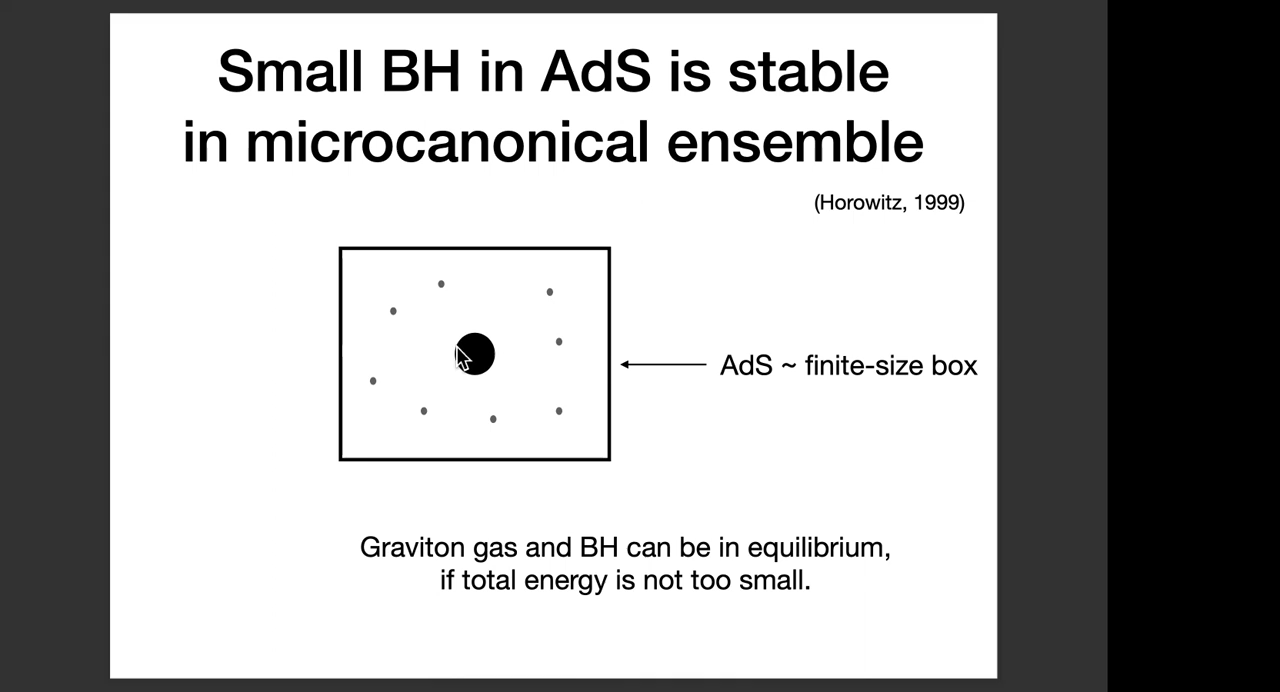 Small BH in AdS is stable
in microcanonical ensemble
(Horowitz, 1999)
AdS ~ finite-size box
Graviton gas and BH can be in equilibrium,
if total energy is not too small.